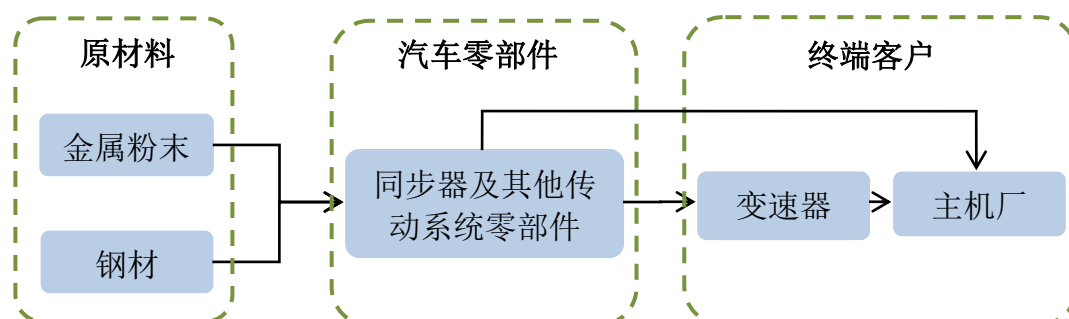 原材料
汽车零部件
终端客户
金属粉末
钢材
同步器及其他传
动系统零部件
变速器
主机厂